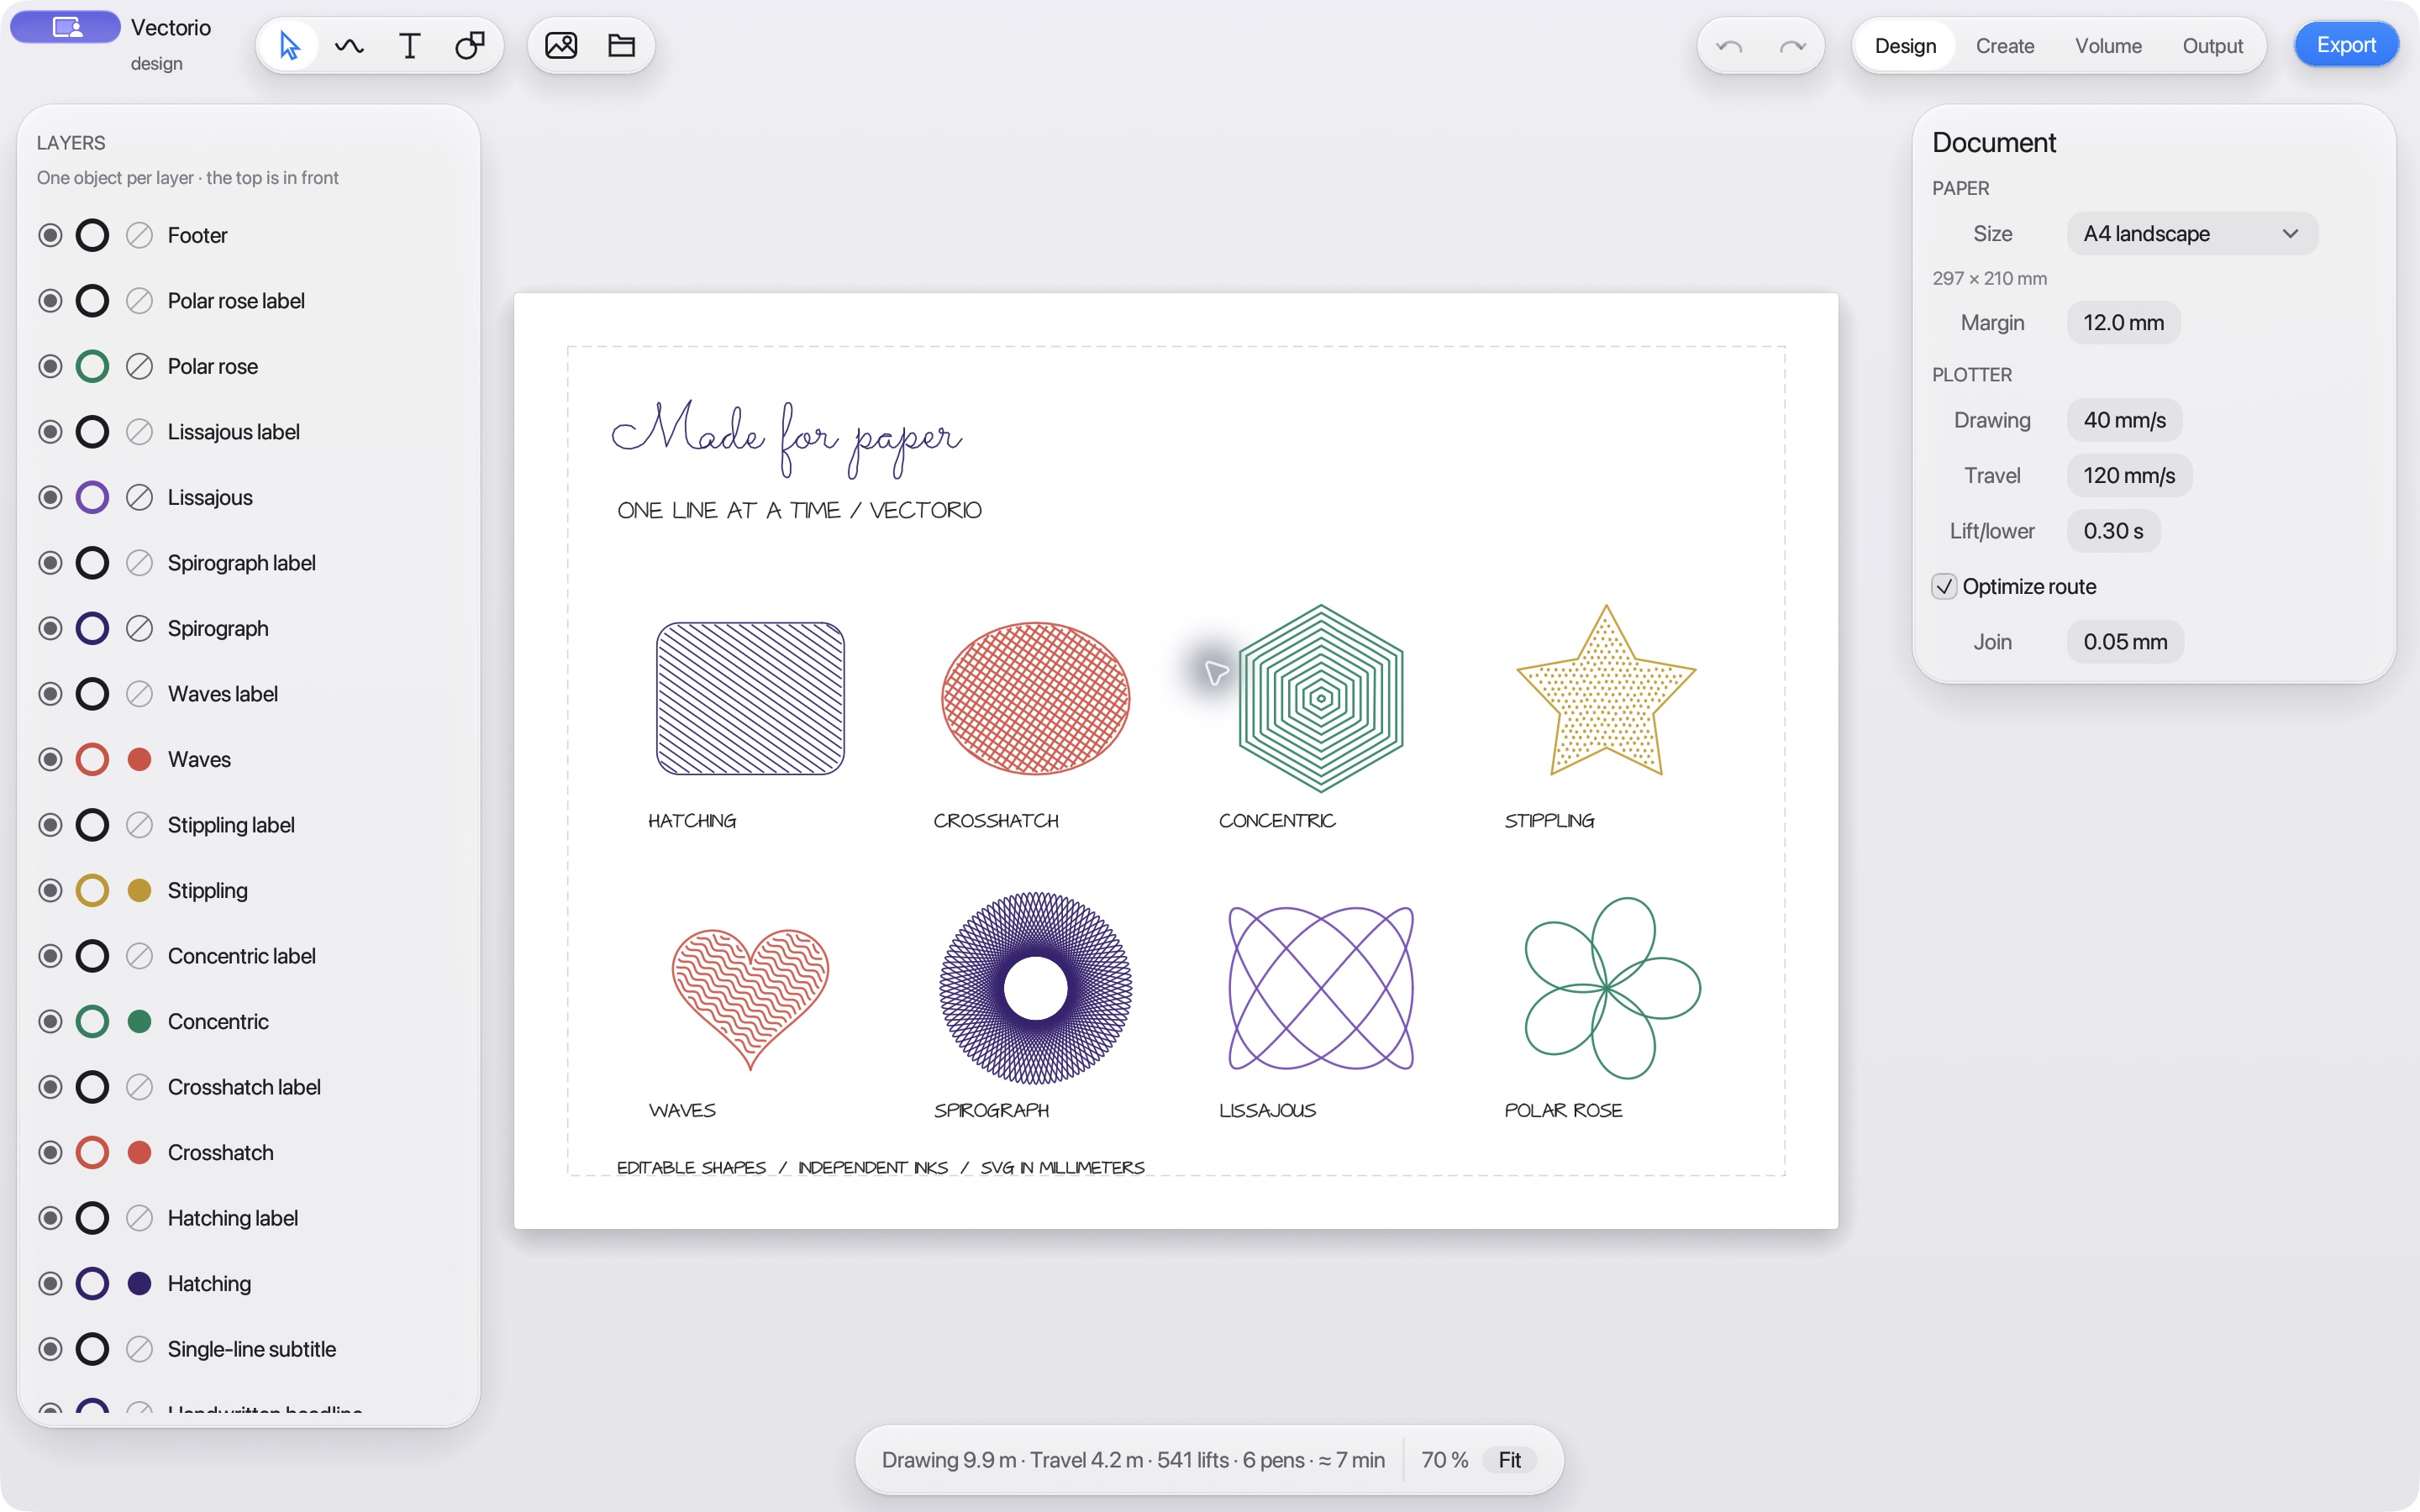 Vectorio
design
Design
Create
Volume
Output
Export
LAYERS
One object per layer · the top is in front
Footer
Polar rose label
Polar rose
Lissajous label
Lissajous
Spirograph label
Spirograph
Waves label
Waves
Stippling label
Stippling
Concentric label
Concentric
Crosshatch label
Crosshatch
Hatching label
Hatching
Single-line subtitle
Handwritten headline
Made for paper
ONE LINE AT A TIME / VECTORIO
HATCHING
CROSSHATCH
CONCENTRIC
STIPPLING
WAVES
SPIROGRAPH
LISSAJOUS
POLAR ROSE
EDITABLE SHAPES / INDEPENDENT INKS / SVG IN MILLIMETERS
Document
PAPER
Size A4 landscape
297 × 210 mm
Margin 12.0 mm
PLOTTER
Drawing 40 mm/s
Travel 120 mm/s
Lift/lower 0.30 s
Optimize route
Join 0.05 mm
Drawing 9.9 m · Travel 4.2 m · 541 lifts · 6 pens · ≈ 7 min
70 % Fit